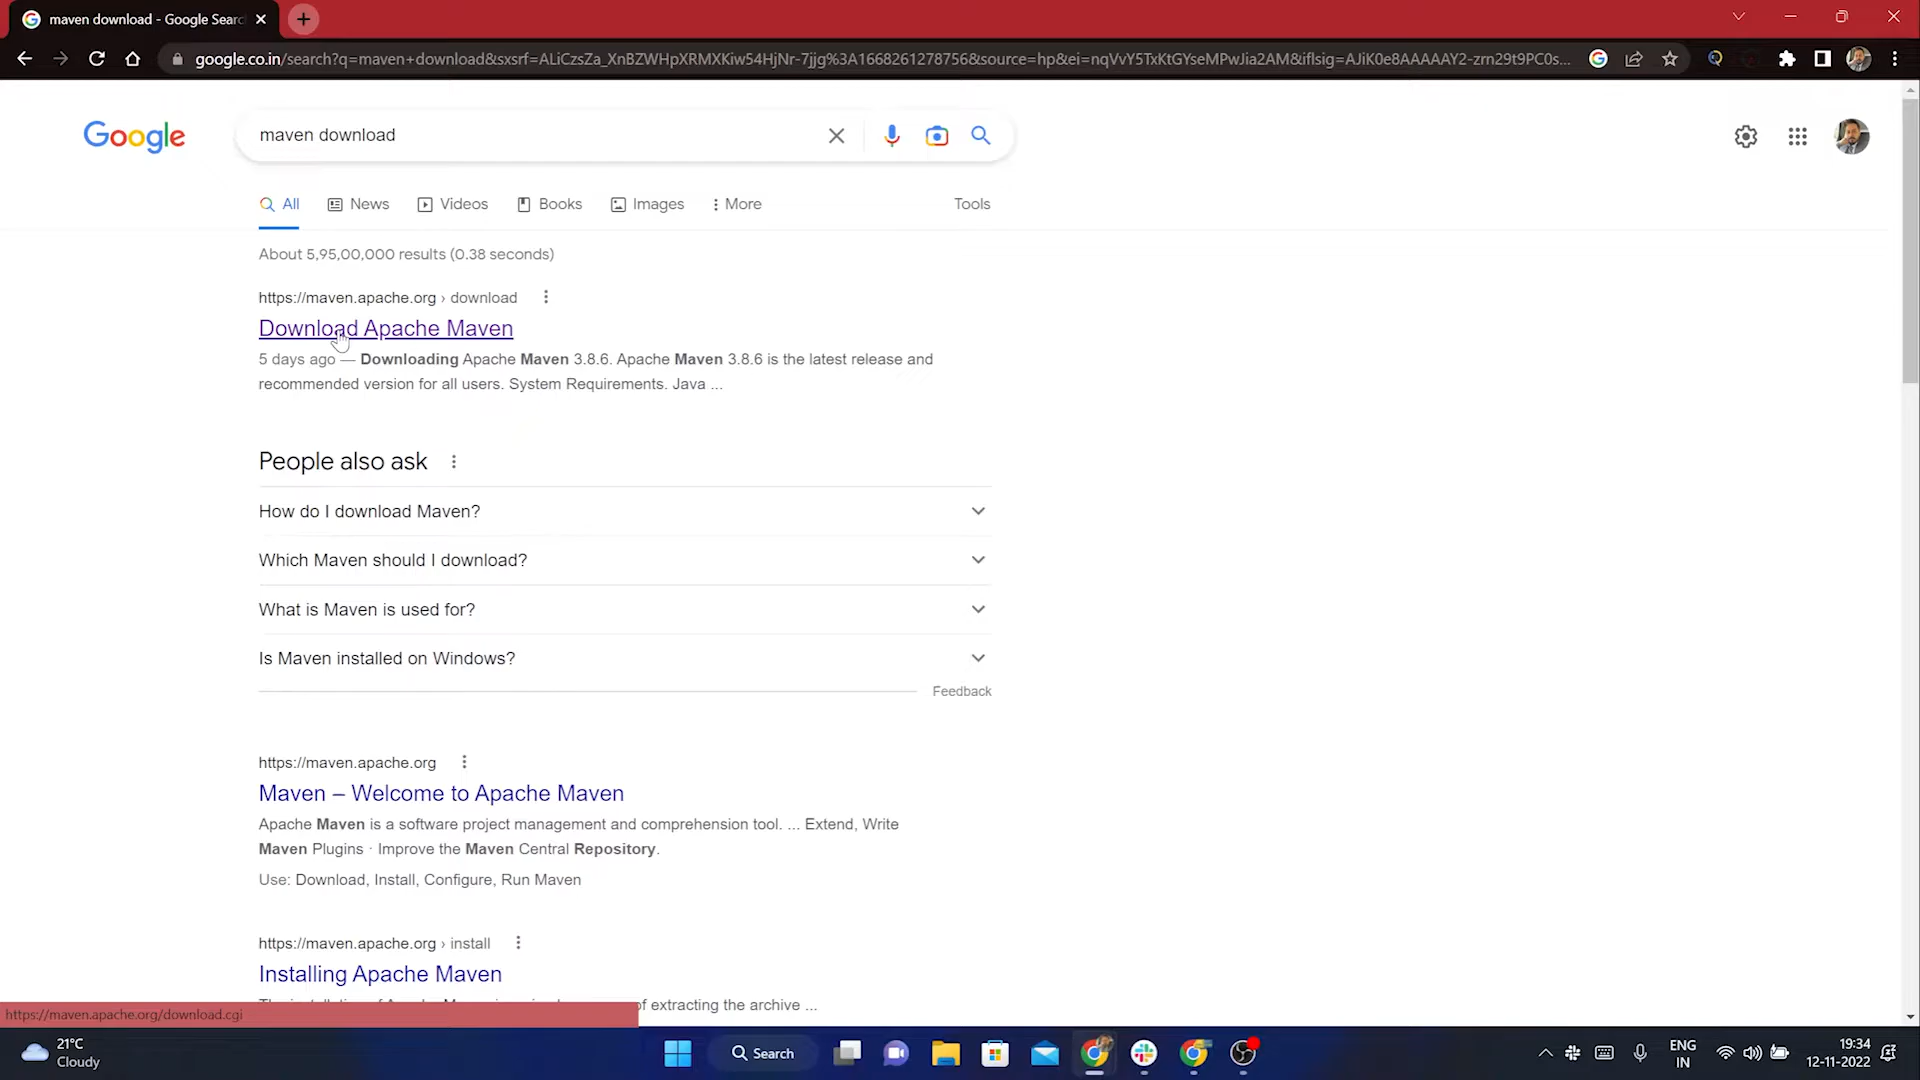 maven download - Google Searc
google.co.in/search?q=maven+download&sxsrf=ALiCzsZa_XnBZWHpXRMXKiw54HjNr-7jjg%3A1668261278756&source=hp&ei=nqVvY5TxKtGYseMPwJia2AM&iflsig=AJiK0e8AAAAAY2-zrn29t9PC0s...
Google
maven download
All News Videos Books Images More Tools
About 5,95,00,000 results (0.38 seconds)
https://maven.apache.org › download
Download Apache Maven
5 days ago — Downloading Apache Maven 3.8.6. Apache Maven 3.8.6 is the latest release and
recommended version for all users. System Requirements. Java ...
People also ask
How do I download Maven?
Which Maven should I download?
What is Maven is used for?
Is Maven installed on Windows?
Feedback
https://maven.apache.org
Maven – Welcome to Apache Maven
Apache Maven is a software project management and comprehension tool. ... Extend, Write
Maven Plugins · Improve the Maven Central Repository.
Use: Download, Install, Configure, Run Maven
https://maven.apache.org › install
Installing Apache Maven
of extracting the archive ...
https://maven.apache.org/download.cgi
21°C
Cloudy
Search
ENG
IN
19:34
12-11-2022